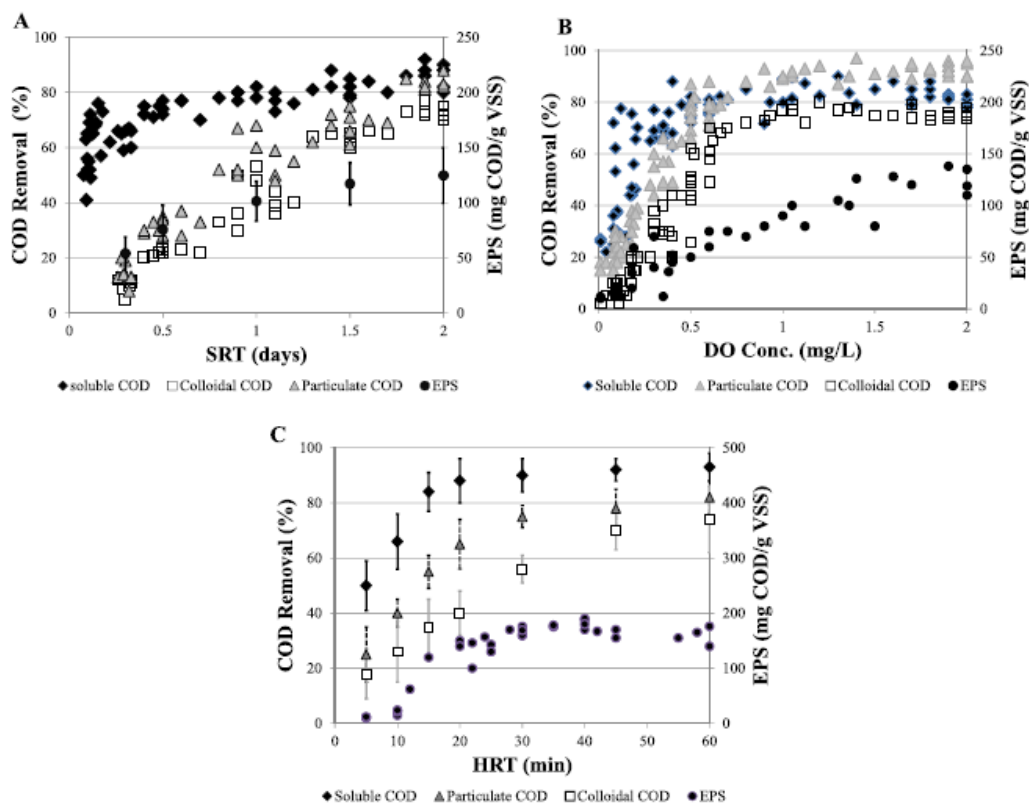 A
B
COD Removal (%)
100
80
60
40
20
0
250
200
150
100
50
0
EPS (mg COD/g VSS)
0
0.5
1
1.5
2
SRT (days)
soluble COD
Colloidal COD
Particulate COD
EPS
COD Removal (%)
100
80
60
40
20
0
250
200
150
100
50
0
EPS (mg COD/g VSS)
0
0.5
1
1.5
2
DO Conc. (mg/L)
Soluble COD
Particulate COD
Colloidal COD
EPS
C
COD Removal (%)
100
80
60
40
20
0
500
400
300
200
100
0
EPS (mg COD/g VSS)
0
10
20
30
40
50
60
HRT (min)
Soluble COD
Particulate COD
Colloidal COD
EPS